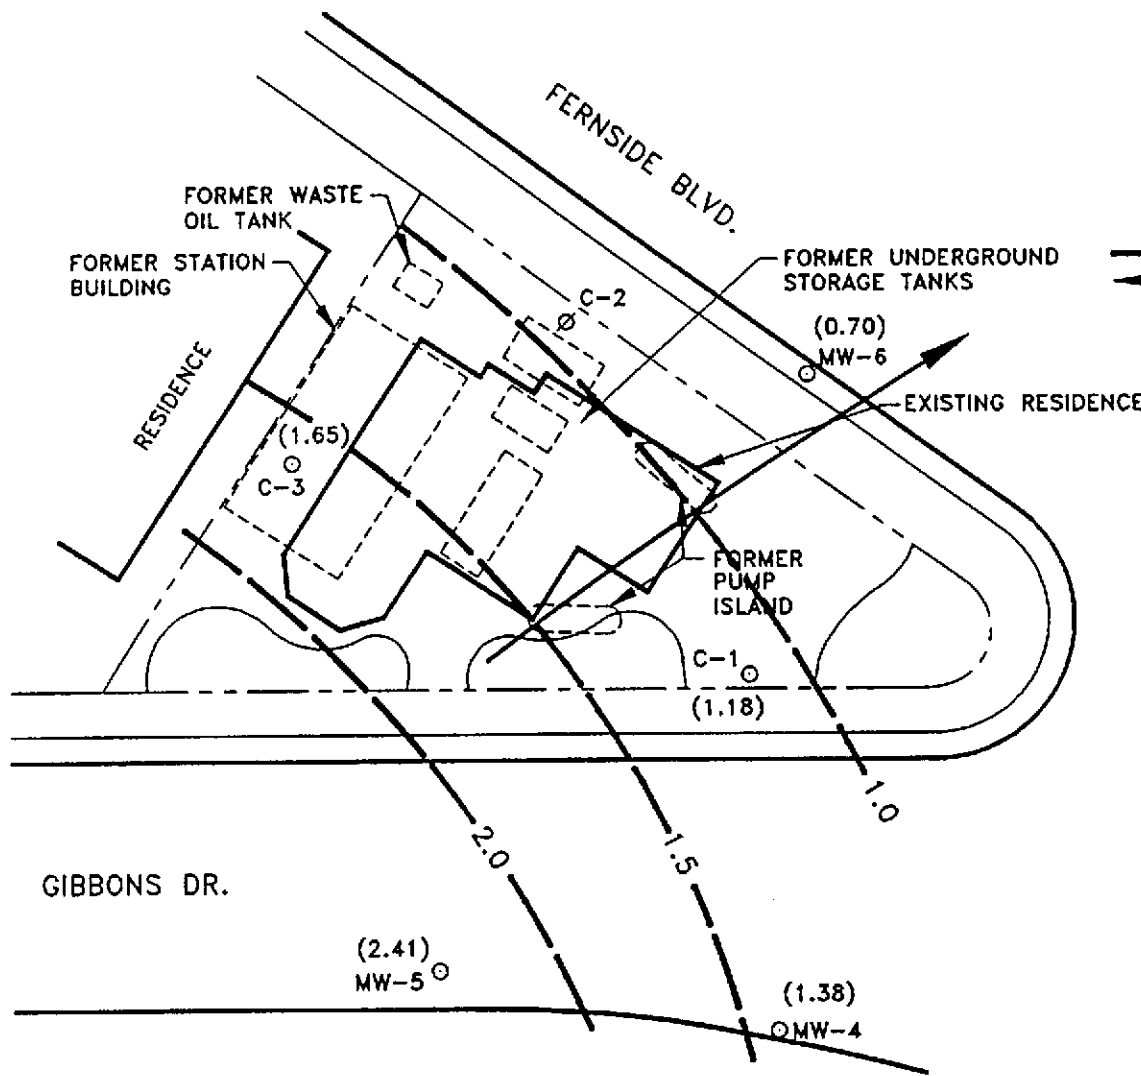 FERNSIDE BLVD.
FORMER WASTE
OIL TANK
FORMER STATION
BUILDING
FORMER UNDERGROUND
STORAGE TANKS
C-2
(0.70)
MW-6
EXISTING RESIDENCE
RESIDENCE
(1.65)
C-3
FORMER
PUMP
ISLAND
C-1
(1.18)
1.0
1.5
2.0
GIBBONS DR.
(2.41)
MW-5
(1.38)
MW-4